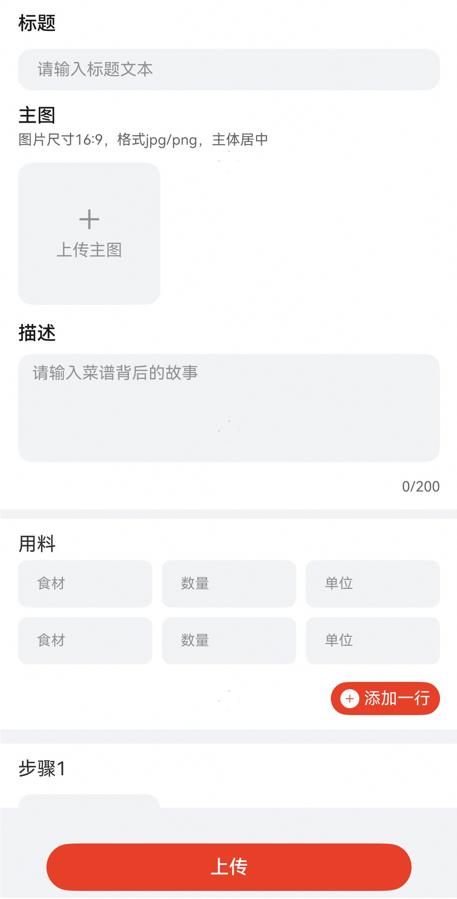 标题
请输入标题文本
主图
图片尺寸16:9，格式jpg/png，主体居中
上传主图
描述
请输入菜谱背后的故事
0/200
用料
食材 数量 单位
食材 数量 单位
添加一行
步骤1
上传